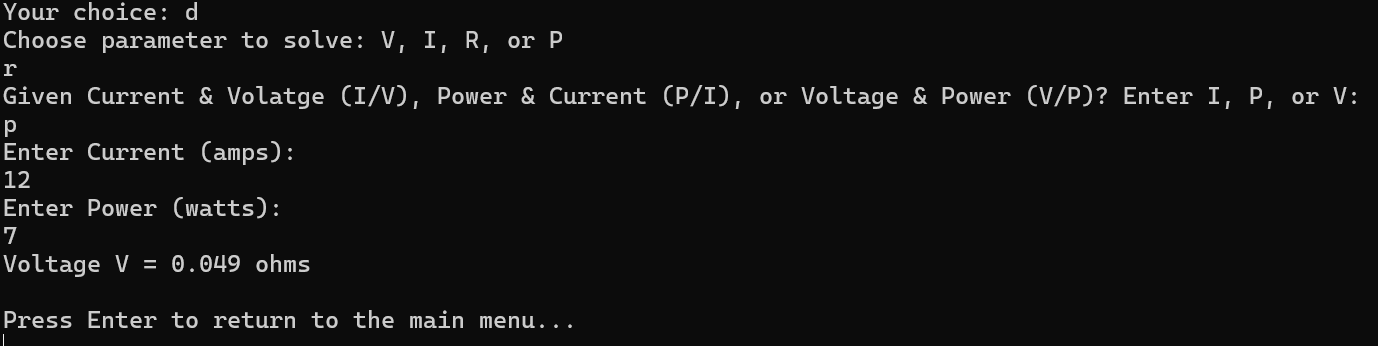 Your choice: d
Choose parameter to solve: V, I, R, or P
r
Given Current & Volatge (I/V), Power & Current (P/I), or Voltage & Power (V/P)? Enter I, P, or V:
p
Enter Current (amps):
12
Enter Power (watts):
7
Voltage V = 0.049 ohms
Press Enter to return to the main menu...